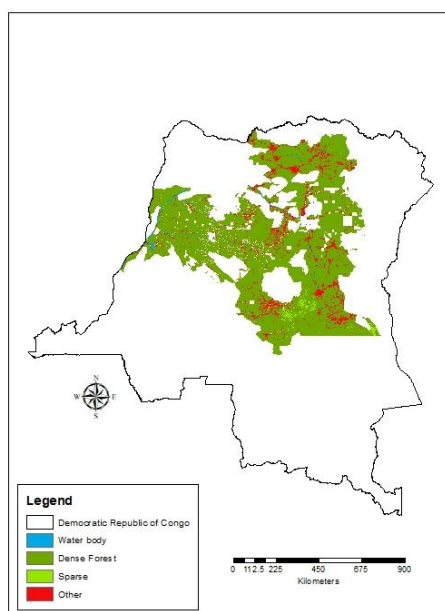 N
W E
S
Legend
Democratic Republic of Congo
Water body
Dense Forest
Sparse
Other
0 112.5 225 450 675 900
Kilometers